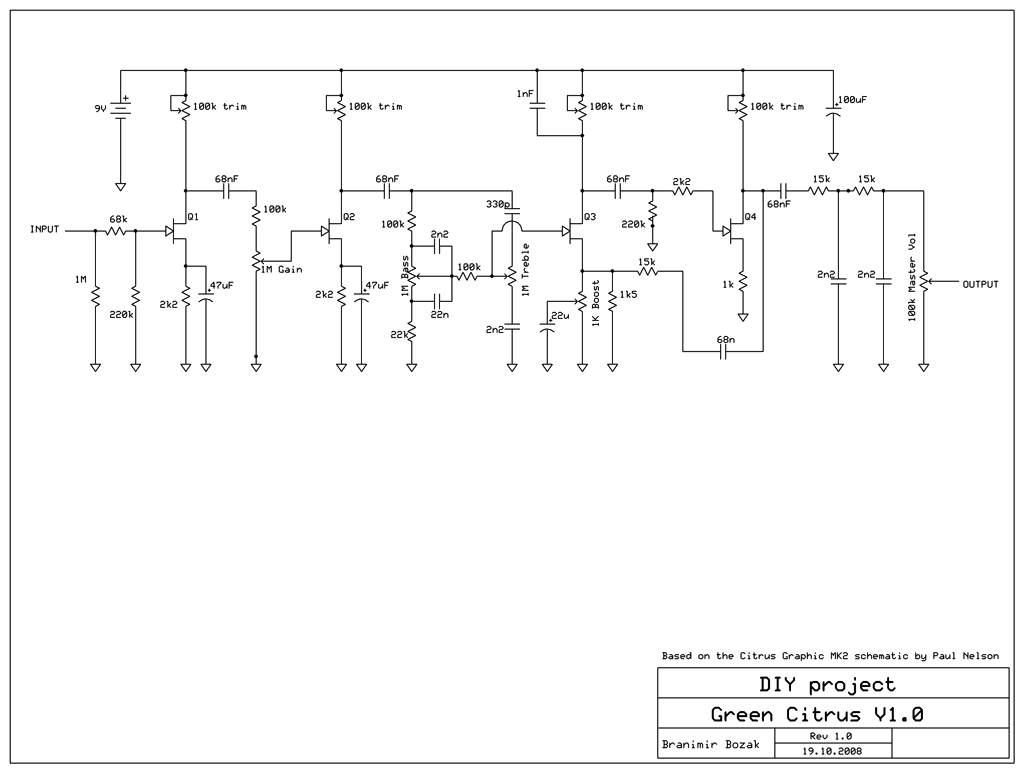 9V
100k trim
100k trim
1nF
100k trim
100k trim
100uF
68nF
68nF
68nF
2k2
68nF
15k
15k
INPUT
68k
Q1
100k
Q2
100k
330p
Q3
220k
Q4
1M
220k
2k2
47uF
1M Gain
2k2
47uF
2n2
1M Bass
100k
22n
22k
1M Treble
2n2
22u
1K Boost
1k5
15k
1k
68n
2n2
2n2
100k Master Vol
OUTPUT
Based on the Citrus Graphic MK2 schematic by Paul Nelson
DIY project
Green Citrus V1.0
Branimir Bozak
Rev 1.0
19.10.2008